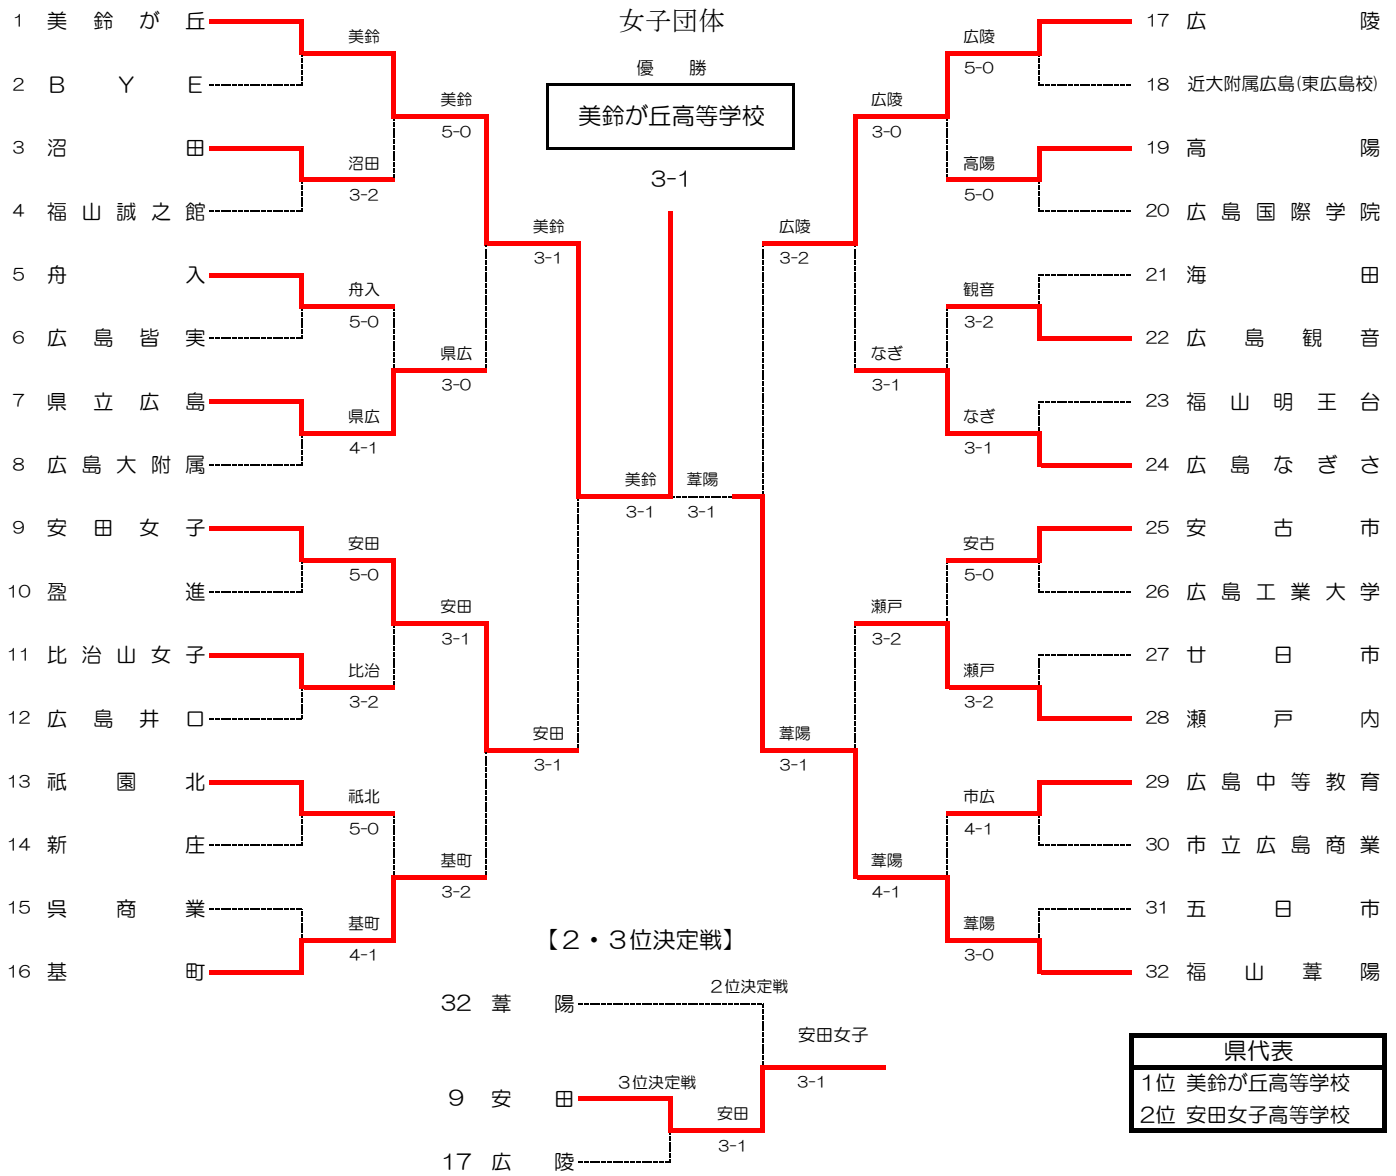 女子団体
優 勝
美鈴が丘高等学校
3-1
1 美鈴が丘
2 BYE
3 沼田
4 福山誠之館
5 舟入
6 広島皆実
7 県立広島
8 広島大附属
9 安田女子
10 盈進
11 比治山女子
12 広島井口
13 祇園北
14 新庄
15 呉商業
16 基町
美鈴
沼田
3-2
舟入
5-0
県広
4-1
安田
5-0
比治
3-2
祇北
5-0
基町
4-1
美鈴
5-0
県広
3-0
安田
3-1
基町
3-2
美鈴
3-1
安田
3-1
美鈴
3-1
葦陽
3-1
広陵
3-2
葦陽
3-1
広陵
3-0
なぎ
3-1
瀬戸
3-2
葦陽
4-1
広陵
5-0
高陽
5-0
観音
3-2
なぎ
3-1
安古
5-0
瀬戸
3-2
市広
4-1
葦陽
3-0
17 広陵
18 近大附属広島(東広島校)
19 高陽
20 広島国際学院
21 海田
22 広島観音
23 福山明王台
24 広島なぎさ
25 安古市
26 広島工業大学
27 廿日市
28 瀬戸内
29 広島中等教育
30 市立広島商業
31 五日市
32 福山葦陽
【2・3位決定戦】
32 葦陽
9 安田
17 広陵
3位決定戦
安田
3-1
2位決定戦
安田女子
3-1
県代表
1位 美鈴が丘高等学校
2位 安田女子高等学校